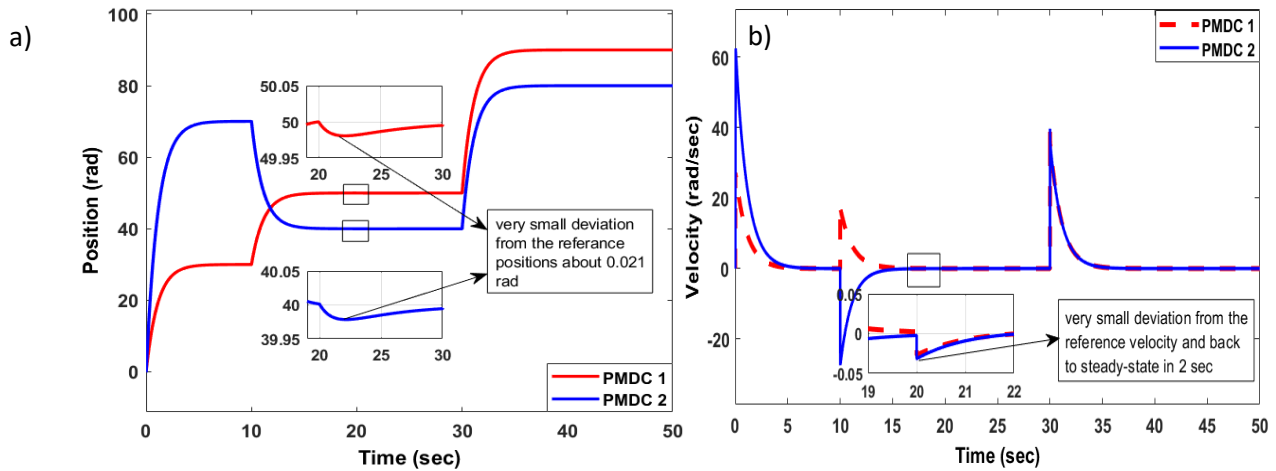 a)
100
80
60
40
20
0
0
10
20
30
40
50
Position (rad)
Time (sec)
50.05
50
49.95
20
25
30
40.05
40
39.95
20
25
30
very small deviation
from the referance
positions about 0.021
rad
PMDC 1
PMDC 2
b)
60
40
20
0
-20
0
5
10
15
20
25
30
35
40
45
50
Velocity (rad/sec)
Time (sec)
PMDC 1
PMDC 2
0.05
0
-0.05
19
20
21
22
very small deviation from the
reference velocity and back
to steady-state in 2 sec